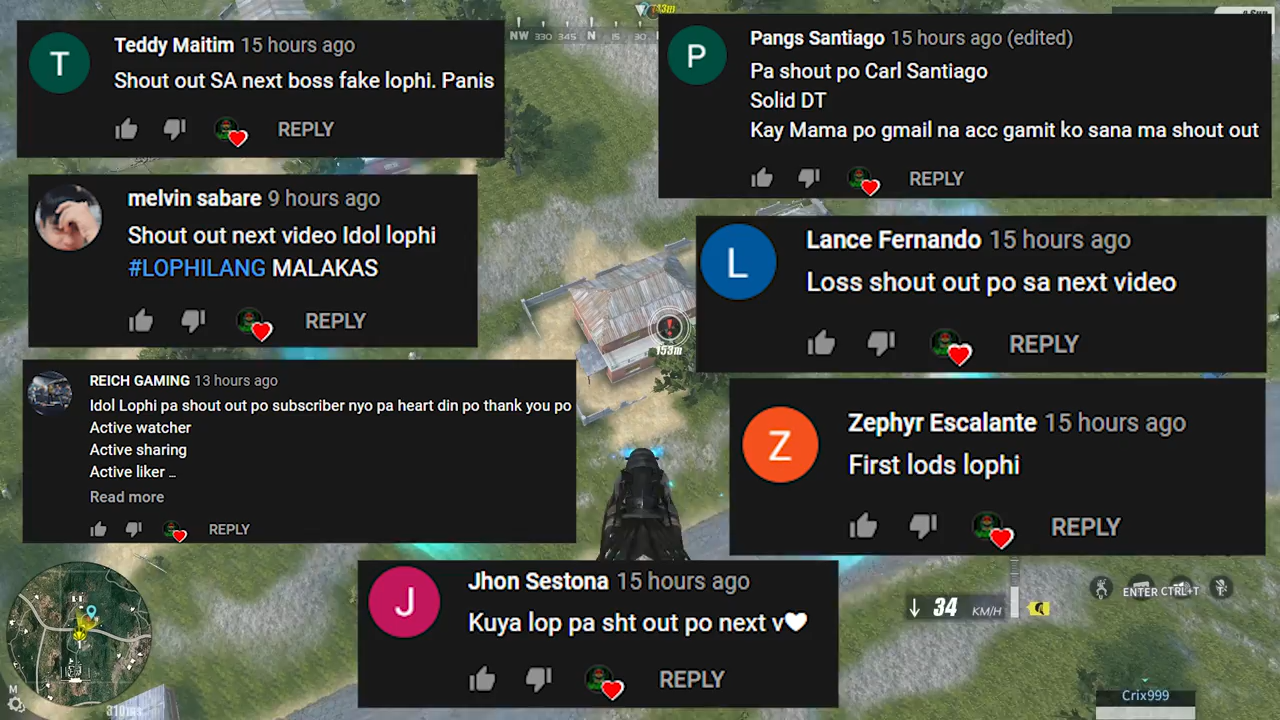 Teddy Maitim 15 hours ago
Shout out SA next boss fake lophi. Panis
REPLY
Pangs Santiago 15 hours ago (edited)
Pa shout po Carl Santiago
Solid DT
Kay Mama po gmail na acc gamit ko sana ma shout out
REPLY
melvin sabare 9 hours ago
Shout out next video Idol lophi
#LOPHILANG MALAKAS
REPLY
Lance Fernando 15 hours ago
Loss shout out po sa next video
REPLY
REICH GAMING 13 hours ago
Idol Lophi pa shout out po subscriber nyo pa heart din po thank you po
Active watcher
Active sharing
Active liker ..
Read more
REPLY
Zephyr Escalante 15 hours ago
First lods lophi
REPLY
Jhon Sestona 15 hours ago
Kuya lop pa sht out po next v🤍
REPLY
NW 330 345 N 15 30
153m
34 KM/H
ENTER CTRL+T
M
Crix999